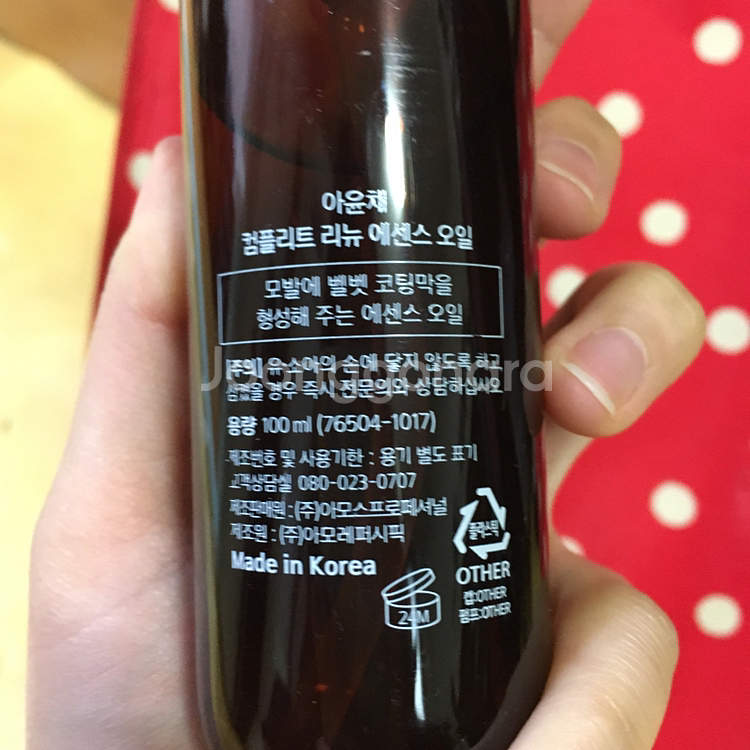 아윤채
컴플리트 리뉴 에센스 오일
모발에 벨벳 코팅막을
형성해 주는 에센스 오일
[주의] 유·소아의 손에 닿지 않도록 하고
삼켰을 경우 즉시 전문의와 상담하십시오
Joonggonara
용량 100ml (76504-1017)
제조번호 및 사용기한 : 용기 별도 표기
고객상담실 080-023-0707
제조판매원 : (주)아모스프로페셔널
제조원 : (주)아모레퍼시픽
Made in Korea
플라스틱
OTHER
캡:OTHER
펌프:OTHER
24M